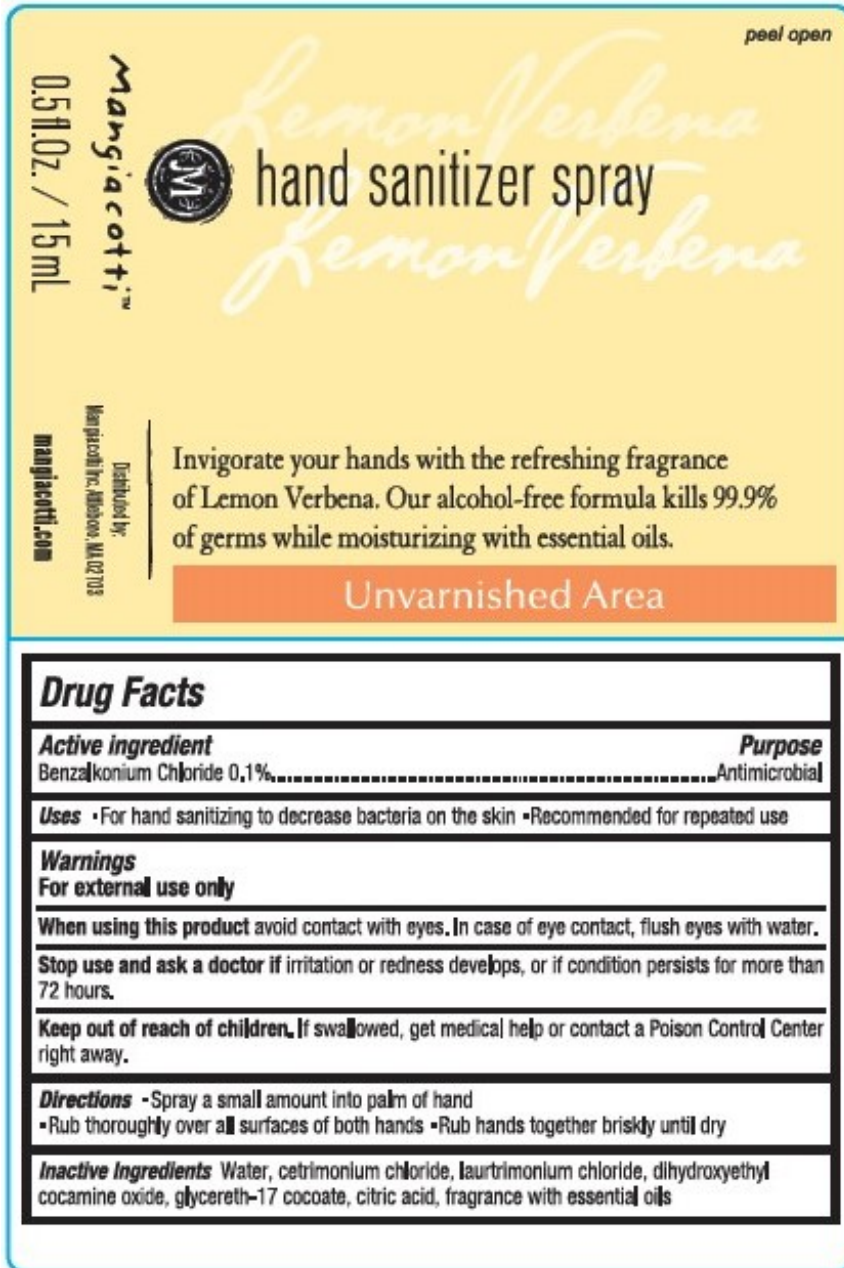 peel open
Lemon Verbena
M
hand sanitizer spray
Lemon Verbena
Mangiacotti™
0.5 fl.Oz. / 15 mL
Invigorate your hands with the refreshing fragrance
of Lemon Verbena. Our alcohol-free formula kills 99.9%
of germs while moisturizing with essential oils.
Distributed by:
Mangiacotti Inc, Attleboro, MA 02703
mangiacotti.com
Unvarnished Area
Drug Facts
Active ingredient Purpose
Benzalkonium Chloride 0.1%................................................Antimicrobial
Uses ▪For hand sanitizing to decrease bacteria on the skin ▪Recommended for repeated use
Warnings
For external use only
When using this product avoid contact with eyes. In case of eye contact, flush eyes with water.
Stop use and ask a doctor if irritation or redness develops, or if condition persists for more than
72 hours.
Keep out of reach of children. If swallowed, get medical help or contact a Poison Control Center
right away.
Directions ▪Spray a small amount into palm of hand
▪Rub thoroughly over all surfaces of both hands ▪Rub hands together briskly until dry
Inactive Ingredients Water, cetrimonium chloride, laurtrimonium chloride, dihydroxyethyl
cocamine oxide, glycereth-17 cocoate, citric acid, fragrance with essential oils